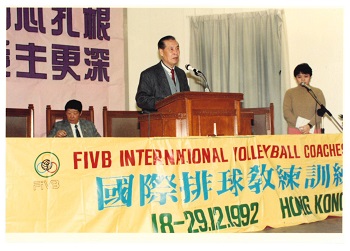 心扎根
主更深
FIVB INTERNATIONAL VOLLEYBALL COACHES
國際排球教練訓練
FIVB
18-29.12.1992 HONG KONG